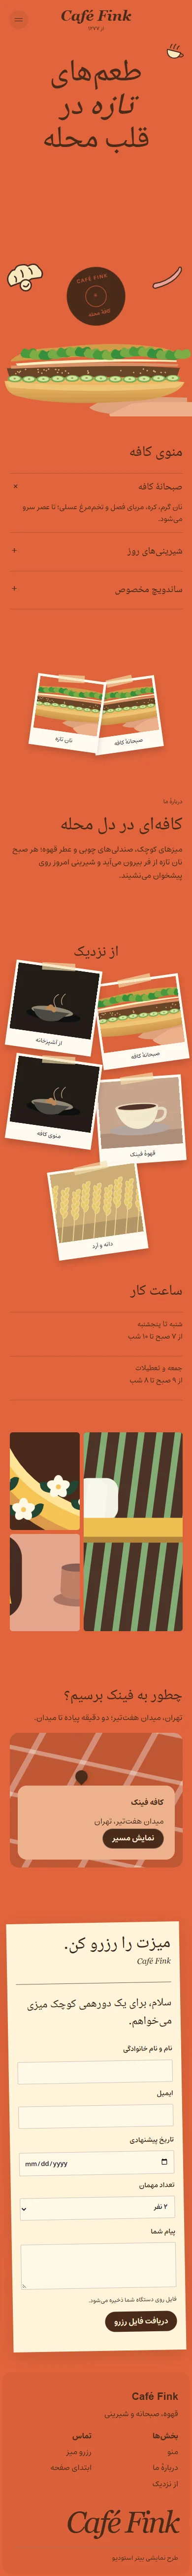 Café Fink
از ۱۳۶۷
طعم‌های
تازه در
قلب محله
CAFÉ FINK
کافهٔ محله
منوی کافه
صبحانهٔ کافه
نان گرم، کره، مربای فصل و تخم‌مرغ عسلی؛ تا عصر سرو
می‌شود.
شیرینی‌های روز
ساندویچ مخصوص
صبحانهٔ کافه
نان تازه
دربارهٔ ما
کافه‌ای در دل محله
میزهای کوچک، صندلی‌های چوبی و عطر قهوه؛ هر صبح
نان تازه از فر بیرون می‌آید و شیرینی امروز روی
پیشخوان می‌نشیند.
از نزدیک
از آشپزخانه
صبحانهٔ کافه
منوی کافه
قهوهٔ فینک
دانه و آرد
ساعت کار
شنبه تا پنجشنبه
از ۷ صبح تا ۱۰ شب
جمعه و تعطیلات
از ۹ صبح تا ۸ شب
چطور به فینک برسیم؟
تهران، میدان هفت‌تیر؛ دو دقیقه پیاده تا میدان.
کافه فینک
میدان هفت‌تیر، تهران
نمایش مسیر
میزت را رزرو کن.
Café Fink
سلام، برای یک دورهمی کوچک میزی
می‌خواهم.
نام و نام خانوادگی
ایمیل
تاریخ پیشنهادی
mm/dd/yyyy
تعداد مهمان
۲ نفر
پیام شما
فایل روی دستگاه شما ذخیره می‌شود.
دریافت فایل رزرو
Café Fink
قهوه، صبحانه و شیرینی
بخش‌ها
تماس
منو
رزرو میز
دربارهٔ ما
ابتدای صفحه
از نزدیک
Café Fink
طرح نمایشی بیتر استودیو